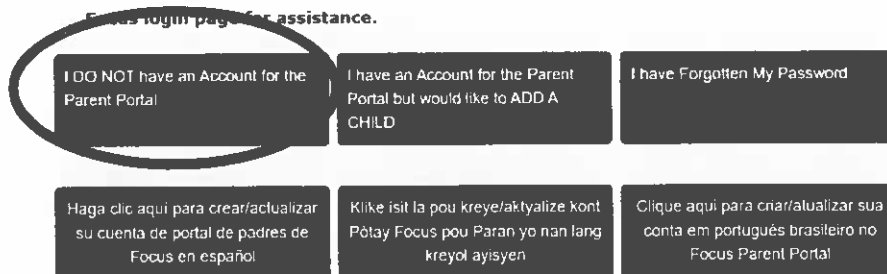 Focus login page for assistance.
I DO NOT have an Account for the
Parent Portal
I have an Account for the Parent
Portal but would like to ADD A
CHILD
I have Forgotten My Password
Haga clic aquí para crear/actualizar
su cuenta de portal de padres de
Focus en español
Klike isit la pou kreye/aktyalize kont
Pòtay Focus pou Paran yo nan lang
kreyol ayisyen
Clique aqui para criar/atualizar sua
conta em português brasileiro no
Focus Parent Portal